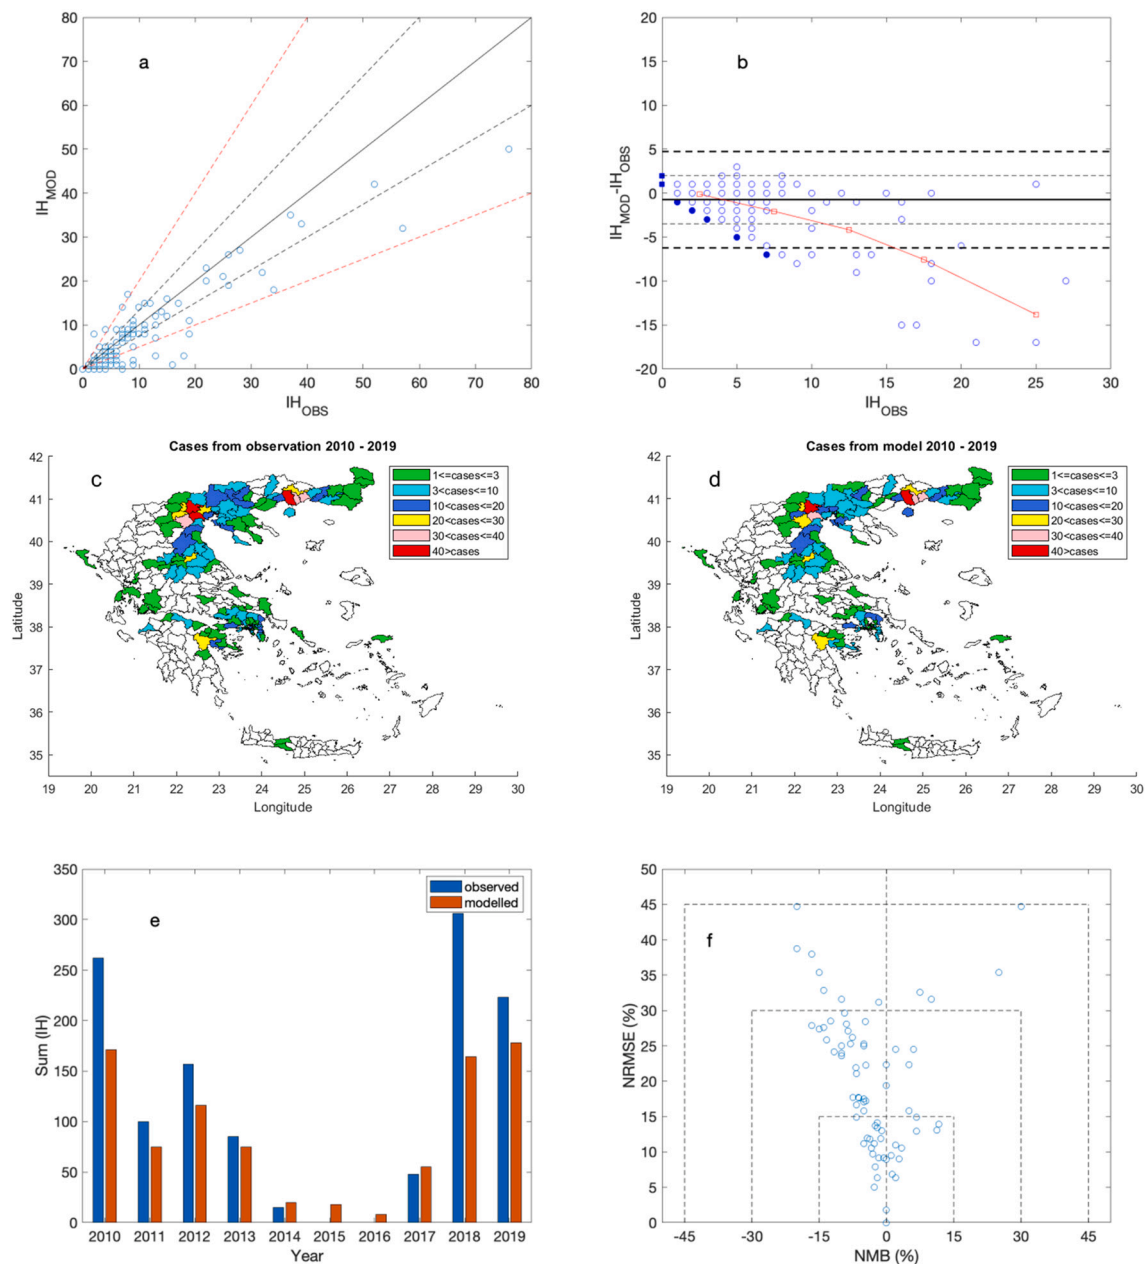 a
80
70
60
50
40
30
20
10
0
IH_MOD
0 10 20 30 40 50 60 70 80
IH_OBS
b
20
15
10
5
0
-5
-10
-15
-20
IH_MOD-IH_OBS
0 5 10 15 20 25 30
IH_OBS
Cases from observation 2010 - 2019
c
42
41
40
39
38
37
36
35
Latitude
1<=cases<=3
3<cases<=10
10<cases<=20
20<cases<=30
30<cases<=40
40>cases
19 20 21 22 23 24 25 26 27 28 29 30
Longitude
Cases from model 2010 - 2019
d
42
41
40
39
38
37
36
35
Latitude
1<=cases<=3
3<cases<=10
10<cases<=20
20<cases<=30
30<cases<=40
40>cases
19 20 21 22 23 24 25 26 27 28 29 30
Longitude
e
350
300
250
200
150
100
50
0
Sum (IH)
observed
modelled
2010 2011 2012 2013 2014 2015 2016 2017 2018 2019
Year
f
50
45
40
35
30
25
20
15
10
5
0
NRMSE (%)
-45 -30 -15 0 15 30 45
NMB (%)